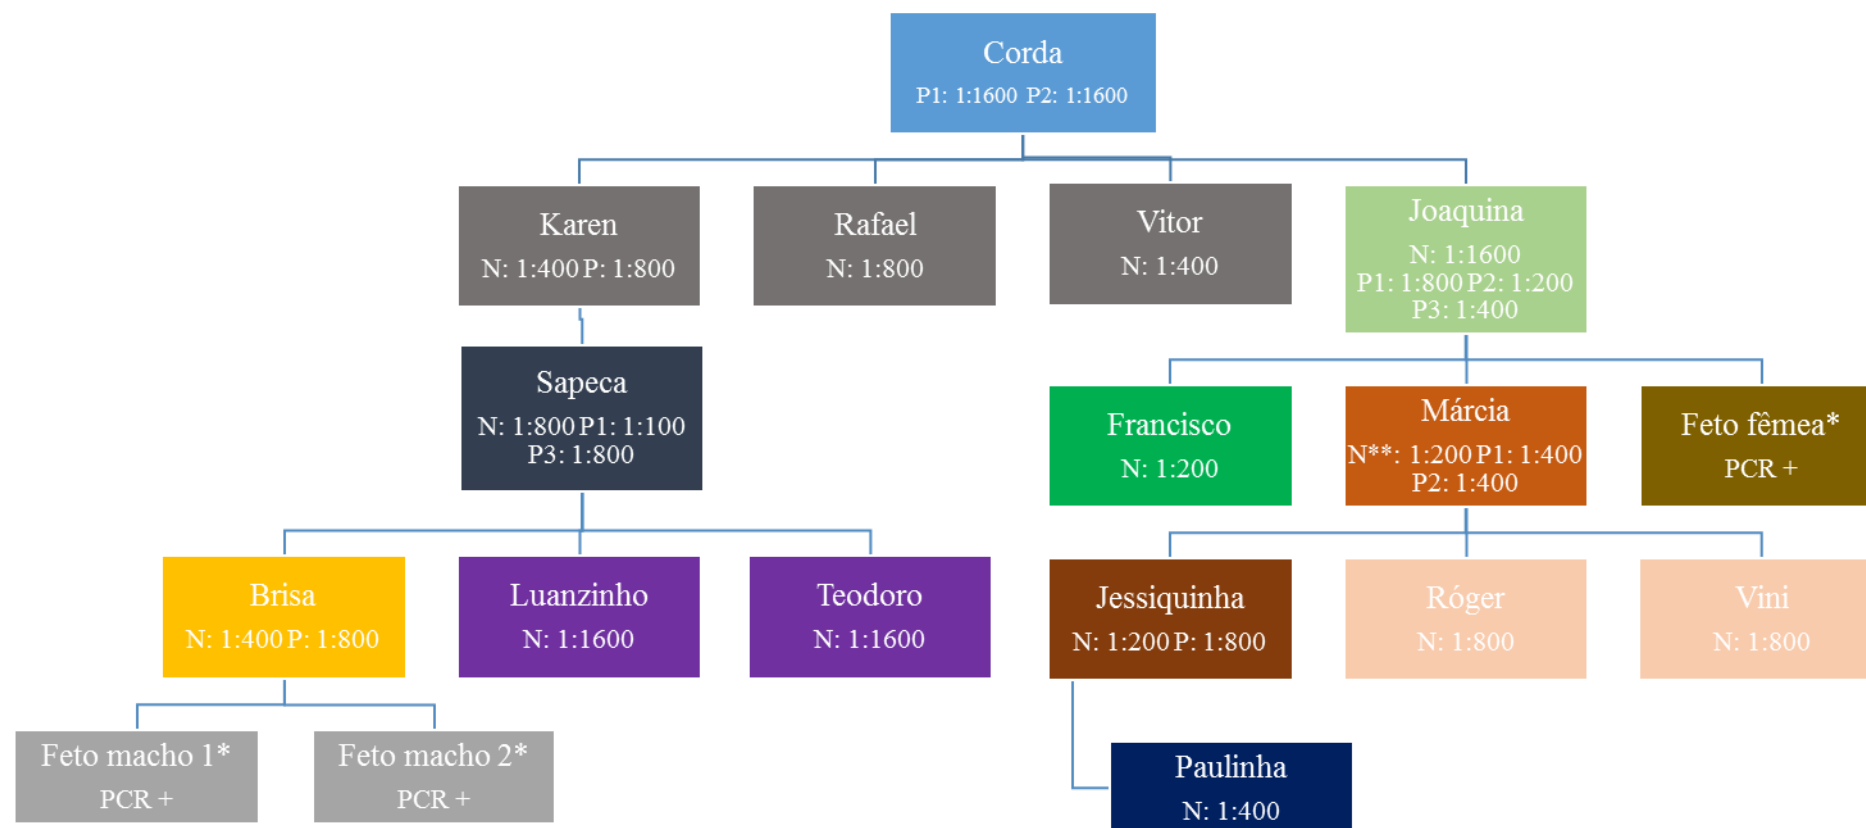 Corda
P1: 1:1600 P2: 1:1600
Karen
N: 1:400 P: 1:800
Rafael
N: 1:800
Vitor
N: 1:400
Joaquina
N: 1:1600
P1: 1:800 P2: 1:200
P3: 1:400
Sapeca
N: 1:800 P1: 1:100
P3: 1:800
Francisco
N: 1:200
Márcia
N**: 1:200 P1: 1:400
P2: 1:400
Feto fêmea*
PCR +
Brisa
N: 1:400 P: 1:800
Luanzinho
N: 1:1600
Teodoro
N: 1:1600
Jessiquinha
N: 1:200 P: 1:800
Róger
N: 1:800
Vini
N: 1:800
Feto macho 1*
PCR +
Feto macho 2*
PCR +
Paulinha
N: 1:400